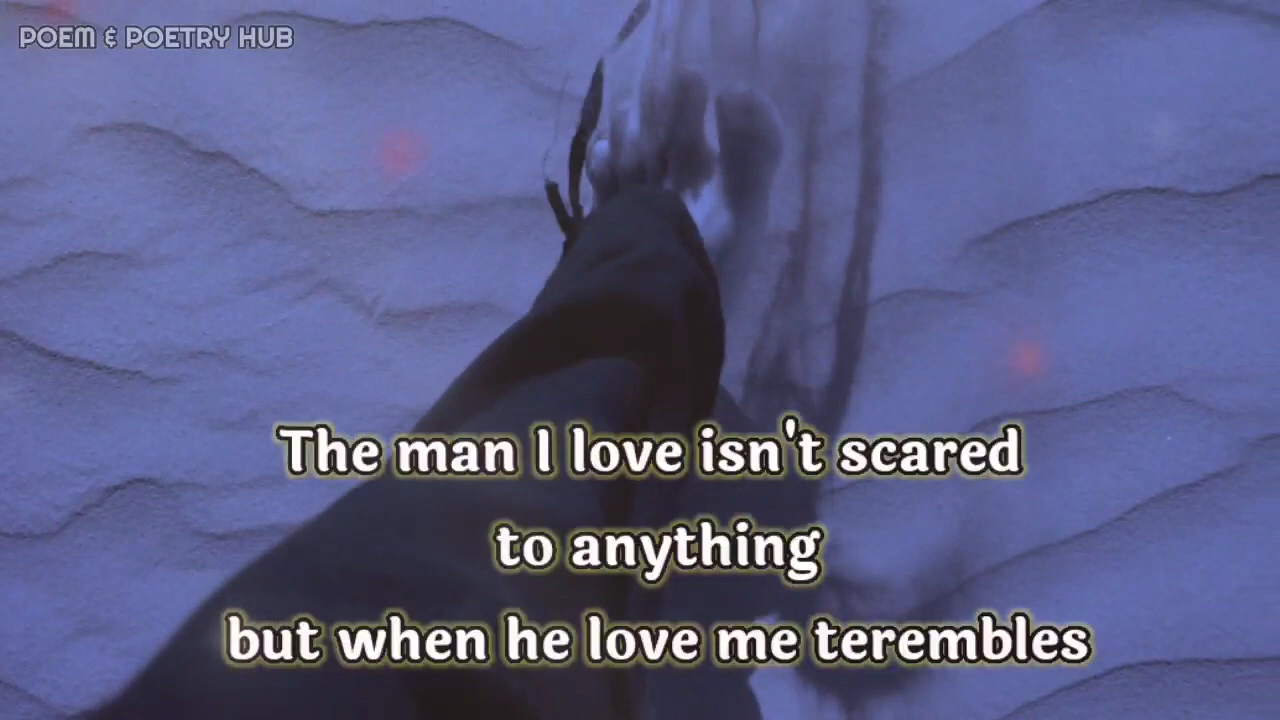 POEM & POETRY HUB
The man I love isn't scared
to anything
but when he love me terembles